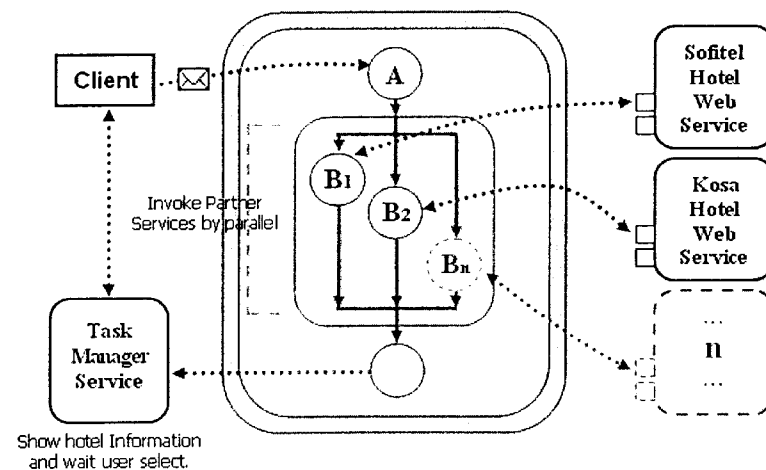 Client
A
Sofitel
Hotel
Web
Service
B1
B2
Bn
Invoke Partner
Services by parallel
Kosa
Hotel
Web
Service
...
n
...
Task
Manager
Service
Show hotel Information
and wait user select.